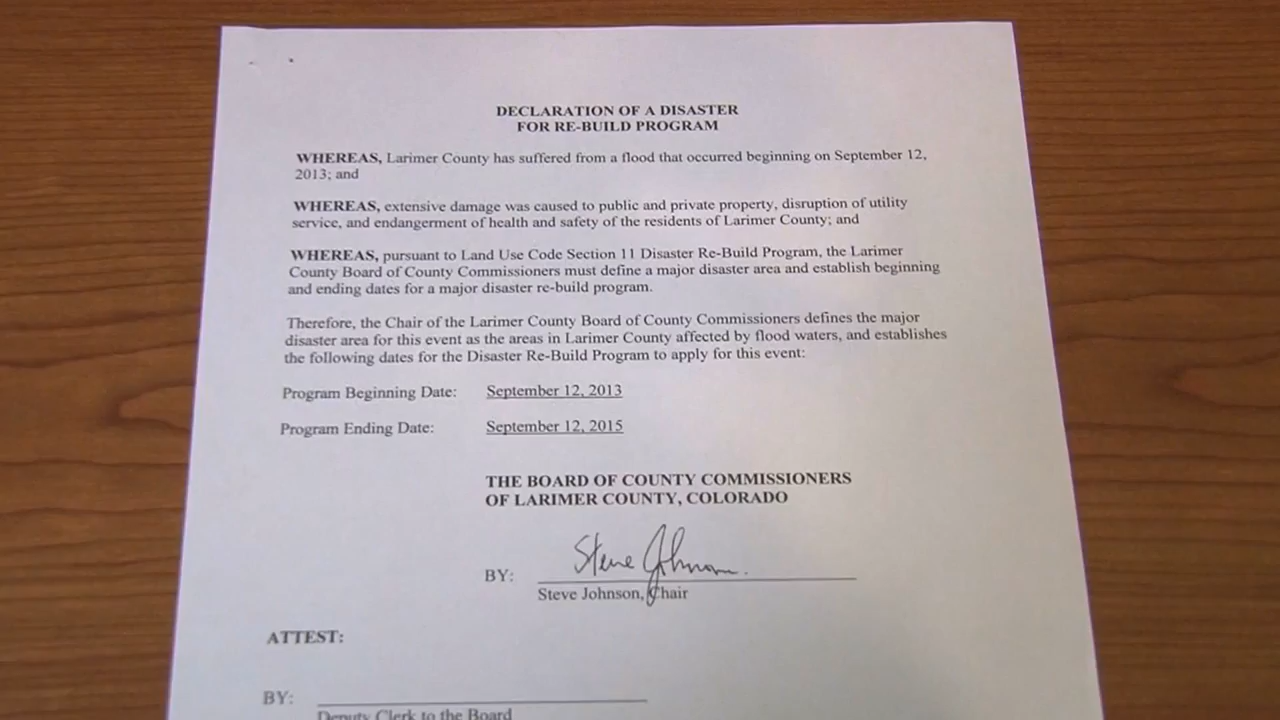 DECLARATION OF A DISASTER
FOR RE-BUILD PROGRAM
WHEREAS, Larimer County has suffered from a flood that occurred beginning on September 12,
2013; and
WHEREAS, extensive damage was caused to public and private property, disruption of utility
service, and endangerment of health and safety of the residents of Larimer County; and
WHEREAS, pursuant to Land Use Code Section 11 Disaster Re-Build Program, the Larimer
County Board of County Commissioners must define a major disaster area and establish beginning
and ending dates for a major disaster re-build program.
Therefore, the Chair of the Larimer County Board of County Commissioners defines the major
disaster area for this event as the areas in Larimer County affected by flood waters, and establishes
the following dates for the Disaster Re-Build Program to apply for this event:
Program Beginning Date: September 12, 2013
Program Ending Date: September 12, 2015
THE BOARD OF COUNTY COMMISSIONERS
OF LARIMER COUNTY, COLORADO
Steve Johnson
BY:
Steve Johnson, Chair
ATTEST:
BY:
Deputy Clerk to the Board